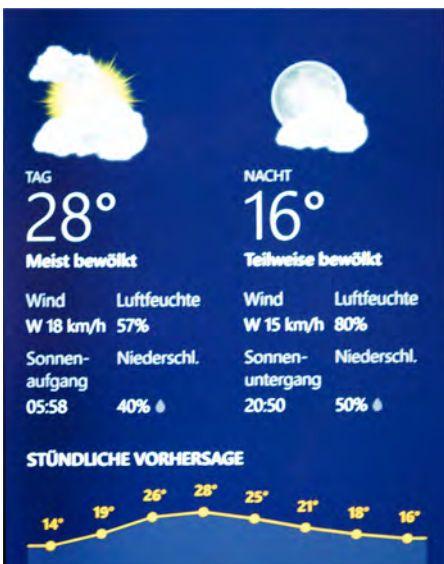 TAG
28°
Meist bewölkt
Wind Luftfeuchte
W 18 km/h 57%
Sonnen- Niederschl.
aufgang
05:58 40%
NACHT
16°
Teilweise bewölkt
Wind Luftfeuchte
W 15 km/h 80%
Sonnen- Niederschl.
untergang
20:50 50%
STÜNDLICHE VORHERSAGE
14° 19° 26° 28° 25° 21° 18° 16°